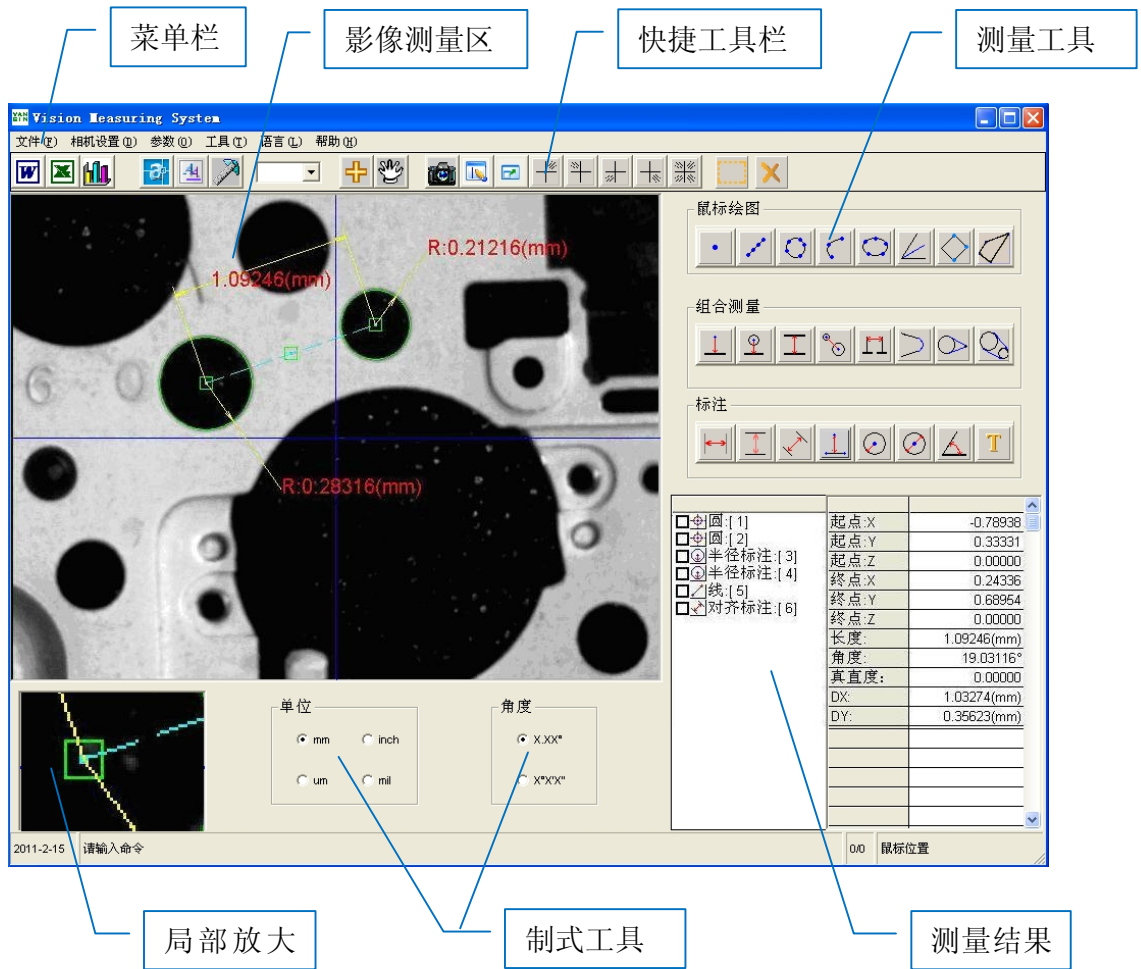 菜单栏
影像测量区
快捷工具栏
测量工具
YAN GIN Vision Measuring System
文件(F) 相机设置(D) 参数(O) 工具(T) 语言(L) 帮助(H)
鼠标绘图
R:0.21216(mm)
1.09246(mm)
组合测量
G 0
标注
T
R:0.28316(mm)
圆:[ 1]
圆:[ 2]
半径标注:[ 3]
半径标注:[ 4]
线:[ 5]
对齐标注:[ 6]
起点:X -0.78938
起点:Y 0.33331
起点:Z 0.00000
终点:X 0.24336
终点:Y 0.68954
终点:Z 0.00000
长度: 1.09246(mm)
角度: 19.03116°
真直度: 0.00000
DX: 1.03274(mm)
DY: 0.35623(mm)
单位
mm inch
um mil
角度
X.XX°
X°X'X"
2011-2-15 请输入命令 0/0 鼠标位置
局部放大
制式工具
测量结果